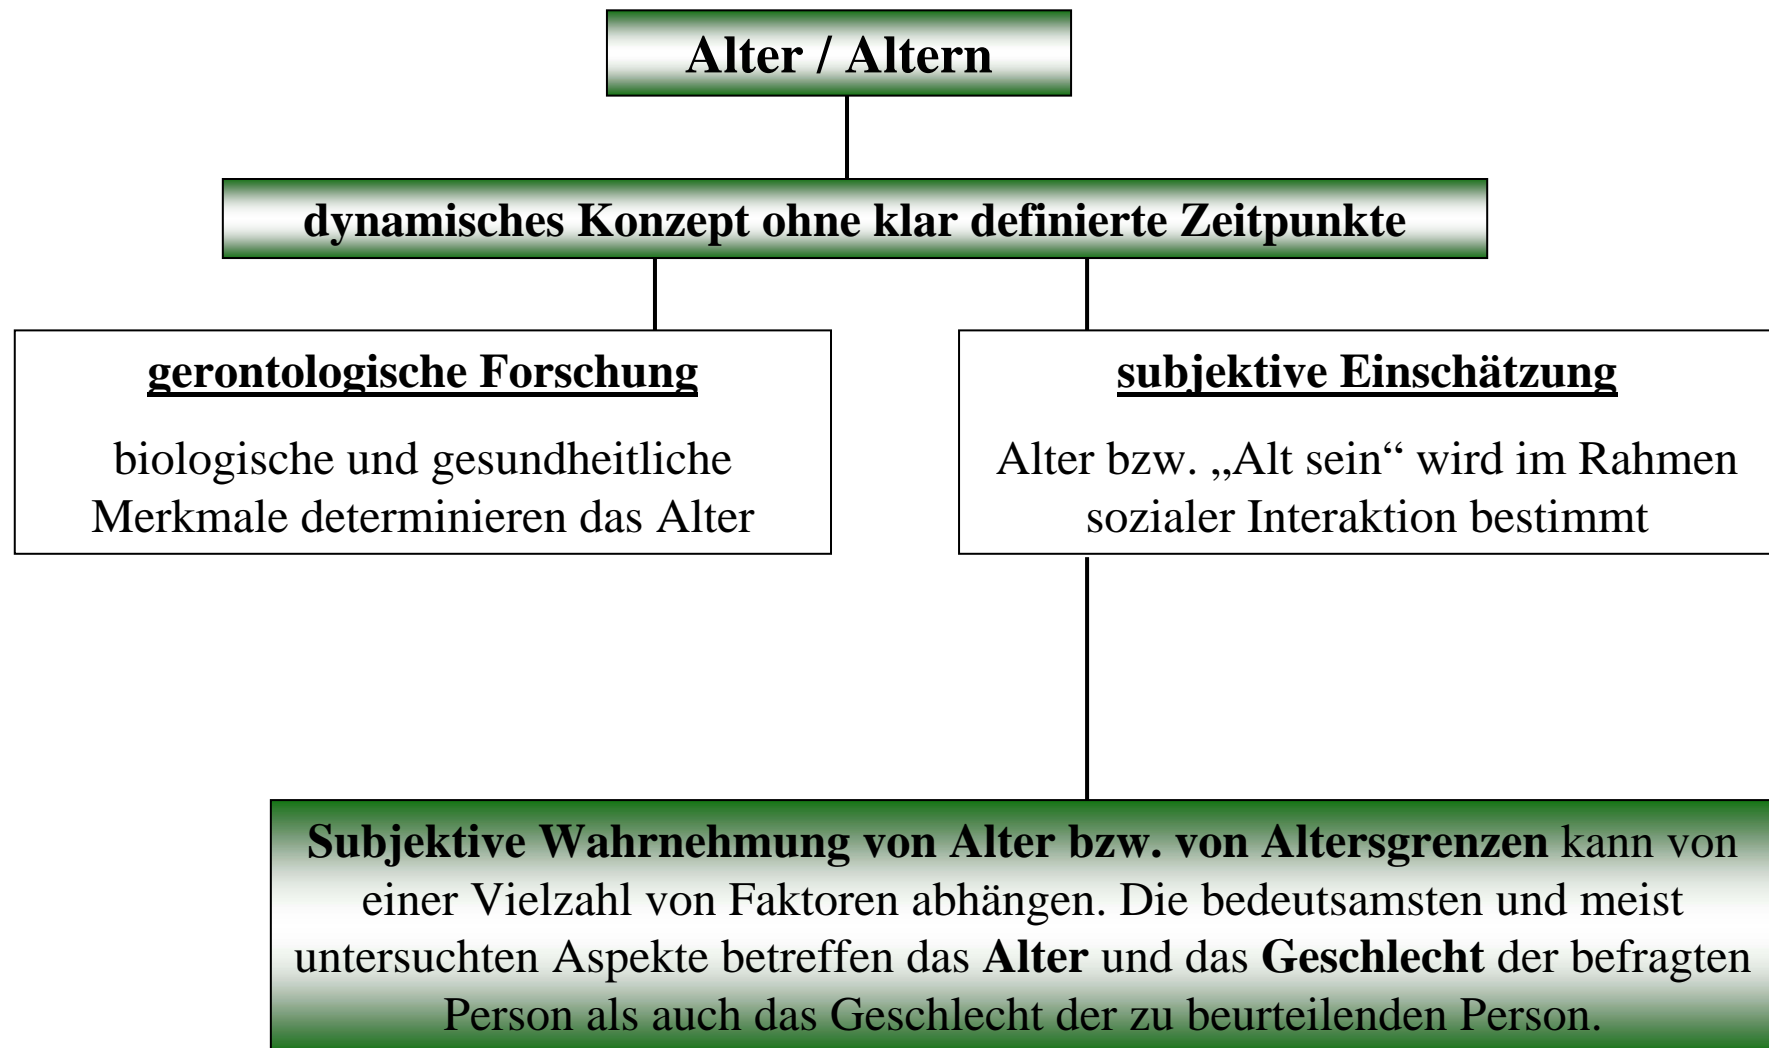 Alter / Altern
dynamisches Konzept ohne klar definierte Zeitpunkte
gerontologische Forschung
biologische und gesundheitliche
Merkmale determinieren das Alter
subjektive Einschätzung
Alter bzw. „Alt sein“ wird im Rahmen
sozialer Interaktion bestimmt
Subjektive Wahrnehmung von Alter bzw. von Altersgrenzen kann von
einer Vielzahl von Faktoren abhängen. Die bedeutsamsten und meist
untersuchten Aspekte betreffen das Alter und das Geschlecht der befragten
Person als auch das Geschlecht der zu beurteilenden Person.